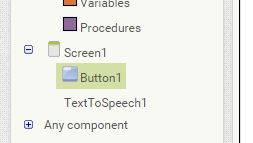 Variables
Procedures
Screen1
Button1
TextToSpeech1
Any component